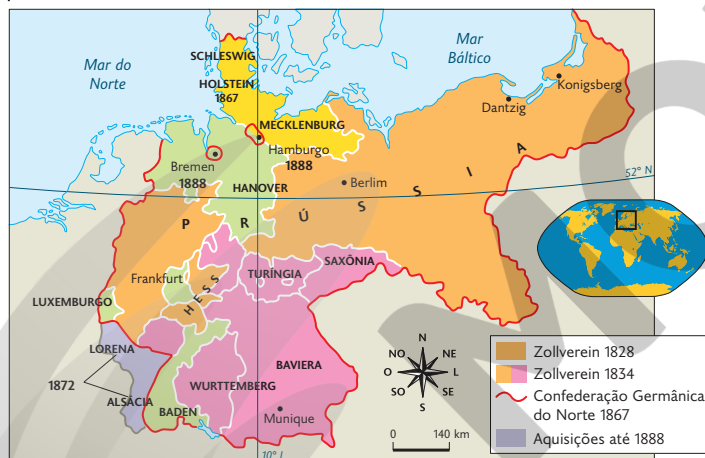 Mar do
Norte
Mar
Báltico
SCHLESWIG
HOLSTEIN
1867
MECKLENBURG
Hamburgo
1888
Bremen
1888
HANOVER
Berlim
Konigsberg
Dantzig
52° N
P R Ú S S I A
Frankfurt
HESS
TURÍNGIA
SAXÔNIA
LUXEMBURGO
LORENA
1872
ALSÁCIA
BADEN
WURTTEMBERG
BAVIERA
Munique
10° L
N
NO NE
O L
SO SE
S
0 140 km
Zollverein 1828
Zollverein 1834
Confederação Germânica
do Norte 1867
Aquisições até 1888